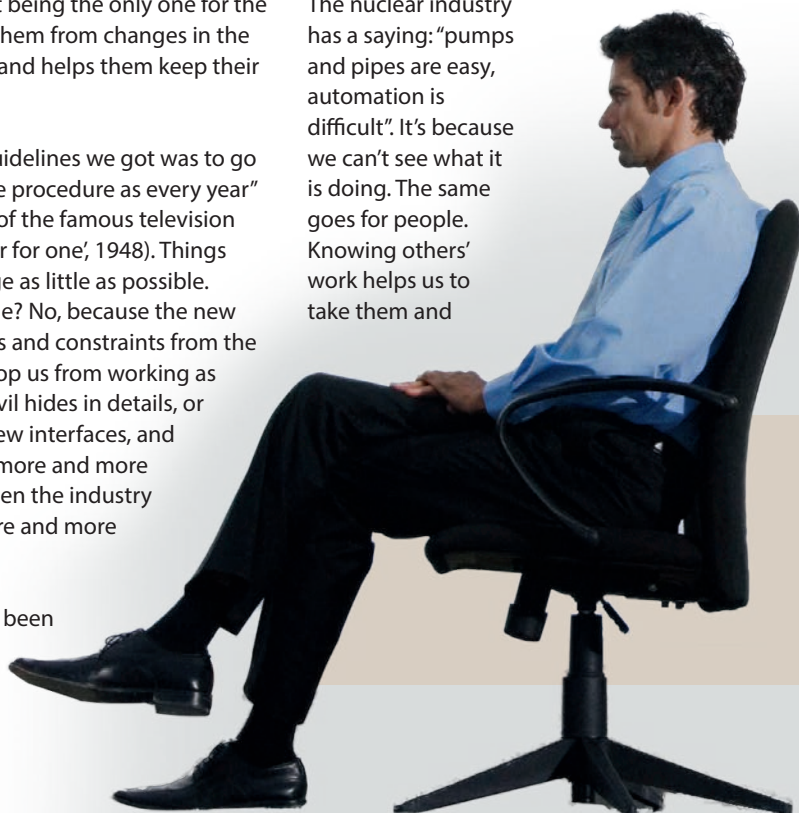 t being the only one for the
hem from changes in the
and helps them keep their
uidelines we got was to go
e procedure as every year”
of the famous television
r for one’, 1948). Things
ge as little as possible.
e? No, because the new
s and constraints from the
op us from working as
vil hides in details, or
ew interfaces, and
more and more
en the industry
re and more
been
The nuclear industry
has a saying: “pumps
and pipes are easy,
automation is
difficult”. It’s because
we can’t see what it
is doing. The same
goes for people.
Knowing others’
work helps us to
take them and